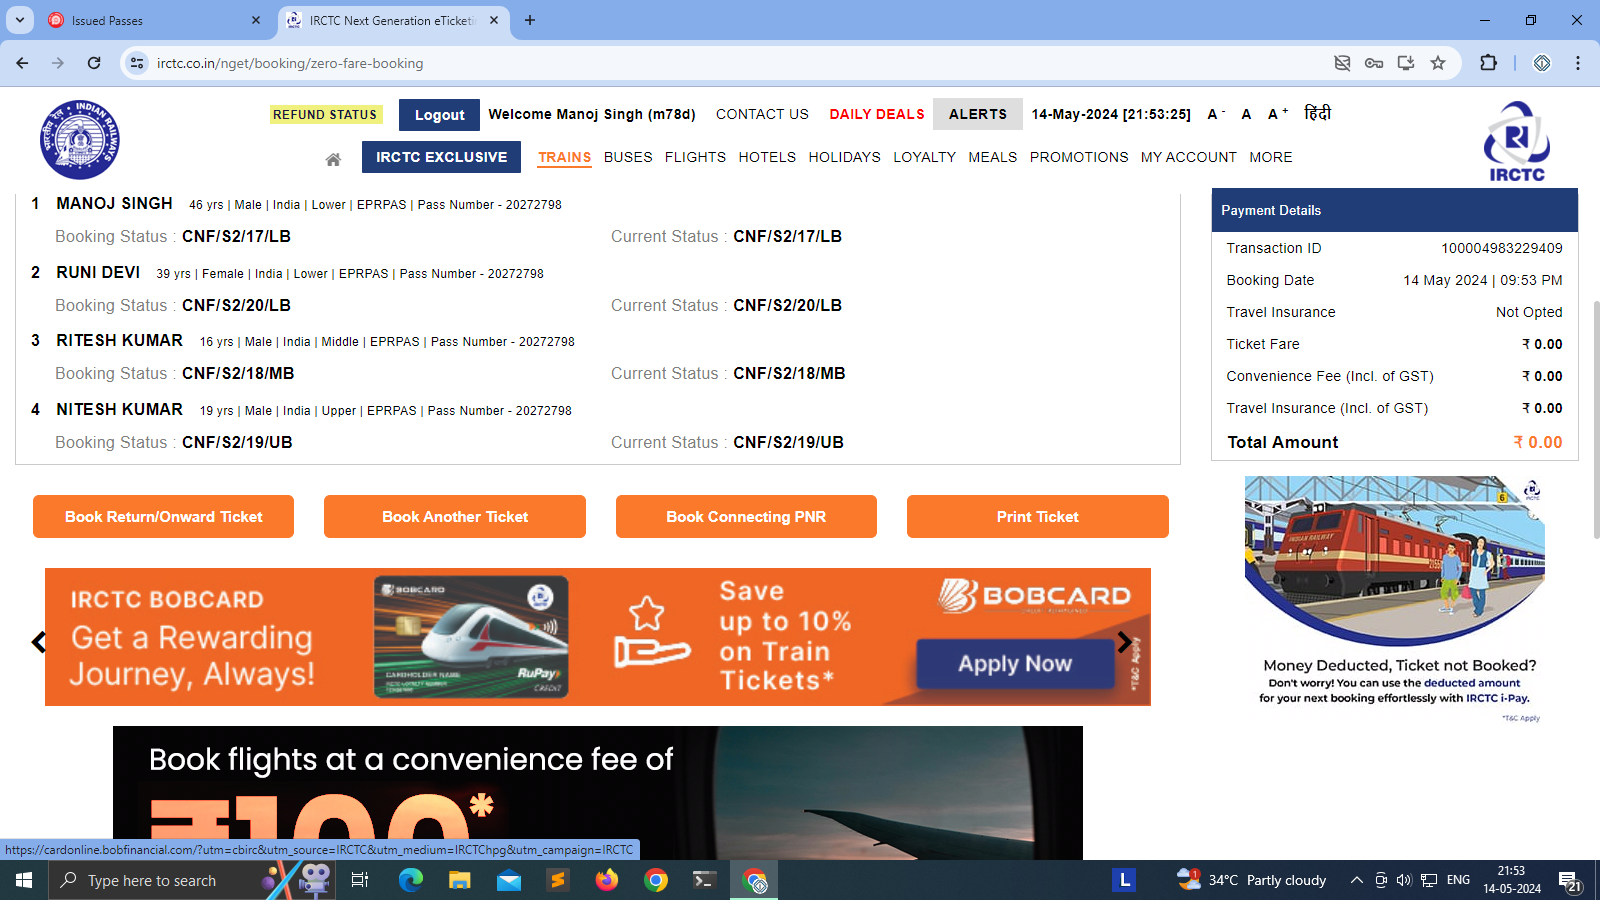 Issued Passes
IRCTC Next Generation eTicketi
irctc.co.in/nget/booking/zero-fare-booking
INDIAN RAILWAYS
REFUND STATUS
Logout
Welcome Manoj Singh (m78d)
CONTACT US
DAILY DEALS
ALERTS
14-May-2024 [21:53:25]
A -
A
A +
हिंदी
IRCTC EXCLUSIVE
TRAINS
BUSES
FLIGHTS
HOTELS
HOLIDAYS
LOYALTY
MEALS
PROMOTIONS
MY ACCOUNT
MORE
IRCTC
1 MANOJ SINGH 46 yrs | Male | India | Lower | EPRPAS | Pass Number - 20272798
Booking Status : CNF/S2/17/LB Current Status : CNF/S2/17/LB
2 RUNI DEVI 39 yrs | Female | India | Lower | EPRPAS | Pass Number - 20272798
Booking Status : CNF/S2/20/LB Current Status : CNF/S2/20/LB
3 RITESH KUMAR 16 yrs | Male | India | Middle | EPRPAS | Pass Number - 20272798
Booking Status : CNF/S2/18/MB Current Status : CNF/S2/18/MB
4 NITESH KUMAR 19 yrs | Male | India | Upper | EPRPAS | Pass Number - 20272798
Booking Status : CNF/S2/19/UB Current Status : CNF/S2/19/UB
Payment Details
Transaction ID 100004983229409
Booking Date 14 May 2024 | 09:53 PM
Travel Insurance Not Opted
Ticket Fare ₹ 0.00
Convenience Fee (Incl. of GST) ₹ 0.00
Travel Insurance (Incl. of GST) ₹ 0.00
Total Amount ₹ 0.00
Book Return/Onward Ticket
Book Another Ticket
Book Connecting PNR
Print Ticket
IRCTC BOBCARD
Get a Rewarding
Journey, Always!
BOBCARD
CARDHOLDER NAME
RuPay
CREDIT
Save
up to 10%
on Train
Tickets*
BOBCARD
Apply Now
*T&C Apply
6
INDIAN RAILWAY
Money Deducted, Ticket not Booked?
Don't worry! You can use the deducted amount
for your next booking effortlessly with IRCTC i-Pay.
*T&C Apply
Book flights at a convenience fee of
₹100*
https://cardonline.bobfinancial.com/?utm=cbirc&utm_source=IRCTC&utm_medium=IRCTChpg&utm_campaign=IRCTC
Type here to search
L
1
34°C Partly cloudy
ENG
21:53
14-05-2024
21